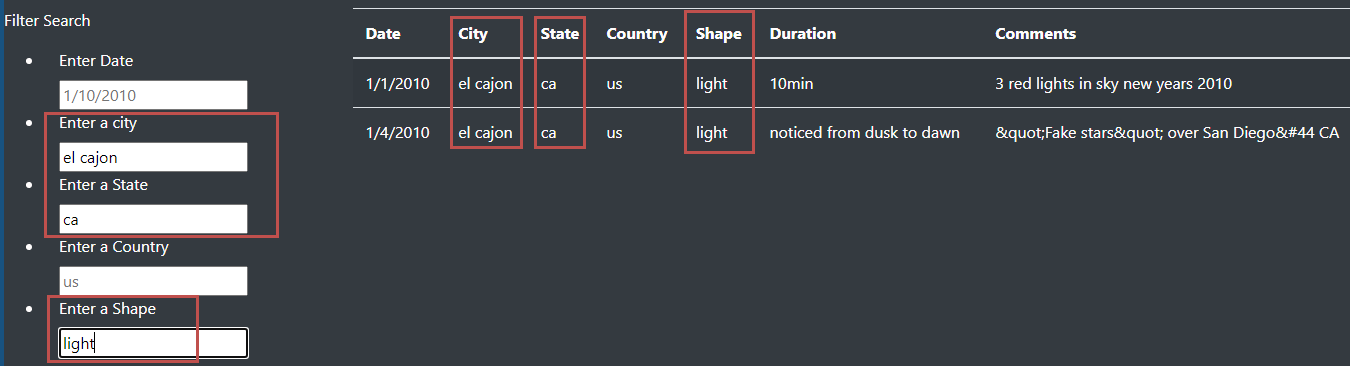 Filter Search
Enter Date
1/10/2010
Enter a city
el cajon
Enter a State
ca
Enter a Country
us
Enter a Shape
light
Date City State Country Shape Duration Comments
1/1/2010 el cajon ca us light 10min 3 red lights in sky new years 2010
1/4/2010 el cajon ca us light noticed from dusk to dawn &quot;Fake stars&quot; over San Diego&#44 CA